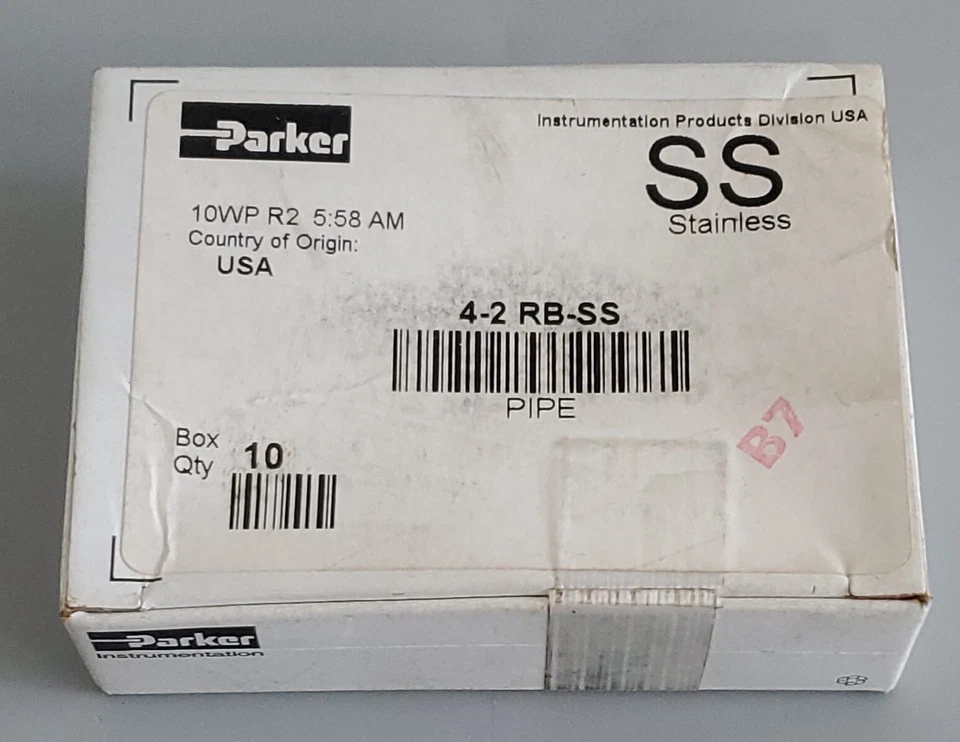 Parker
Instrumentation Products Division USA
SS
Stainless
10WP R2 5:58 AM
Country of Origin:
USA
4-2 RB-SS
PIPE
B7
Box
Qty
10
Parker
Instrumentation